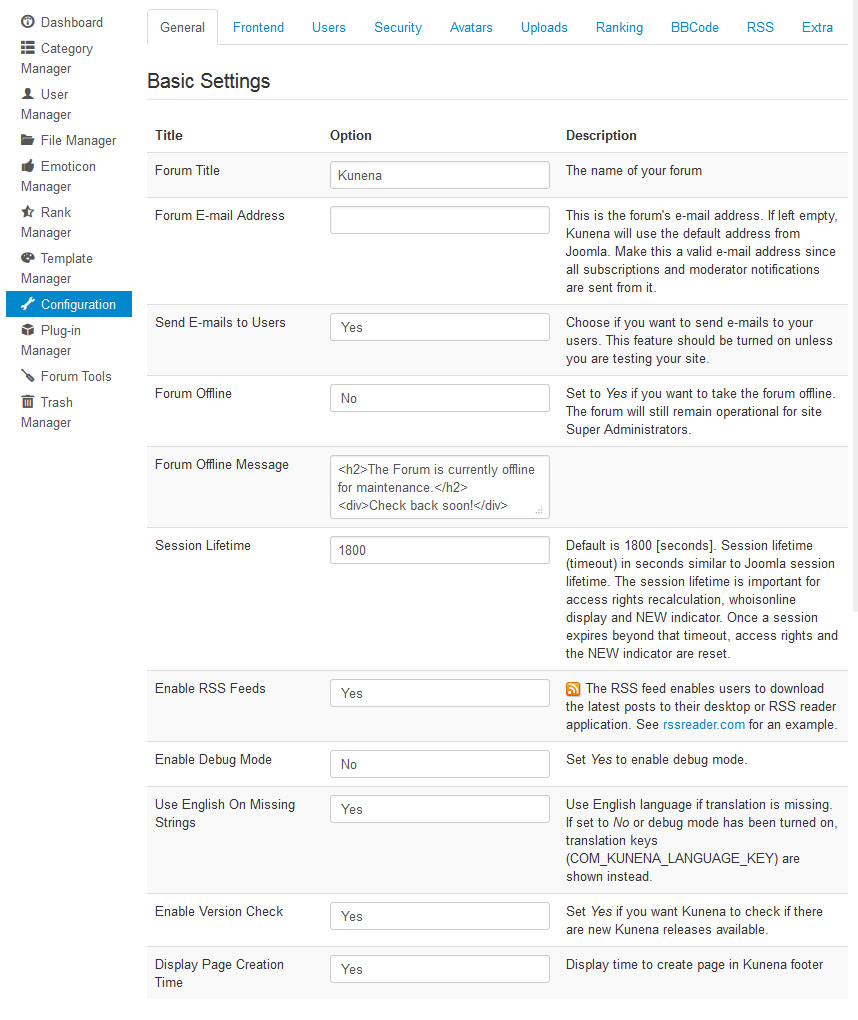 Dashboard
Category
Manager
User
Manager
File Manager
Emoticon
Manager
Rank
Manager
Template
Manager
Configuration
Plug-in
Manager
Forum Tools
Trash
Manager
General Frontend Users Security Avatars Uploads Ranking BBCode RSS Extra
Basic Settings
Title Option Description
Forum Title Kunena The name of your forum
Forum E-mail Address
This is the forum's e-mail address. If left empty,
Kunena will use the default address from
Joomla. Make this a valid e-mail address since
all subscriptions and moderator notifications
are sent from it.
Send E-mails to Users
Yes
Choose if you want to send e-mails to your
users. This feature should be turned on unless
you are testing your site.
Forum Offline
No
Set to Yes if you want to take the forum offline.
The forum will still remain operational for site
Super Administrators.
Forum Offline Message
<h2>The Forum is currently offline
for maintenance.</h2>
<div>Check back soon!</div>
Session Lifetime
1800
Default is 1800 [seconds]. Session lifetime
(timeout) in seconds similar to Joomla session
lifetime. The session lifetime is important for
access rights recalculation, whoisonline
display and NEW indicator. Once a session
expires beyond that timeout, access rights and
the NEW indicator are reset.
Enable RSS Feeds
Yes
The RSS feed enables users to download
the latest posts to their desktop or RSS reader
application. See rssreader.com for an example.
Enable Debug Mode
No
Set Yes to enable debug mode.
Use English On Missing
Strings
Yes
Use English language if translation is missing.
If set to No or debug mode has been turned on,
translation keys
(COM_KUNENA_LANGUAGE_KEY) are
shown instead.
Enable Version Check
Yes
Set Yes if you want Kunena to check if there
are new Kunena releases available.
Display Page Creation
Time
Yes
Display time to create page in Kunena footer